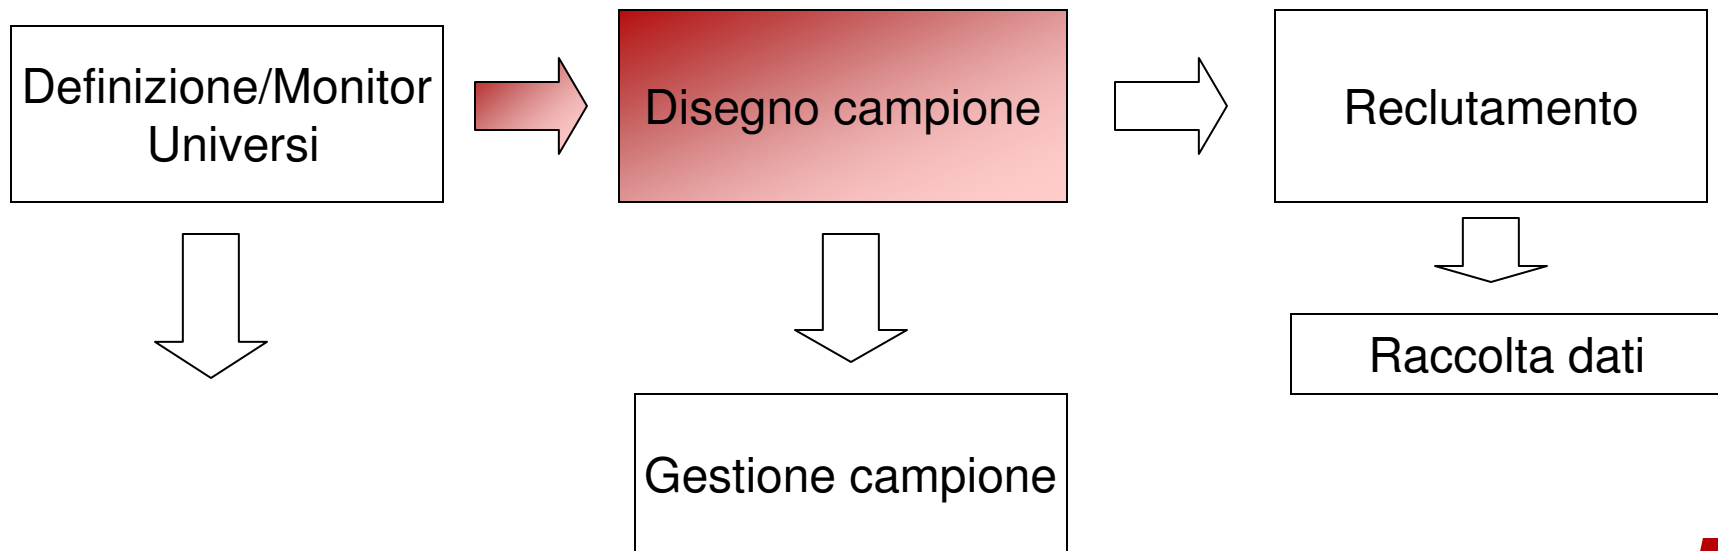 Definizione/Monitor
Universi
Disegno campione
Reclutamento
Raccolta dati
Gestione campione